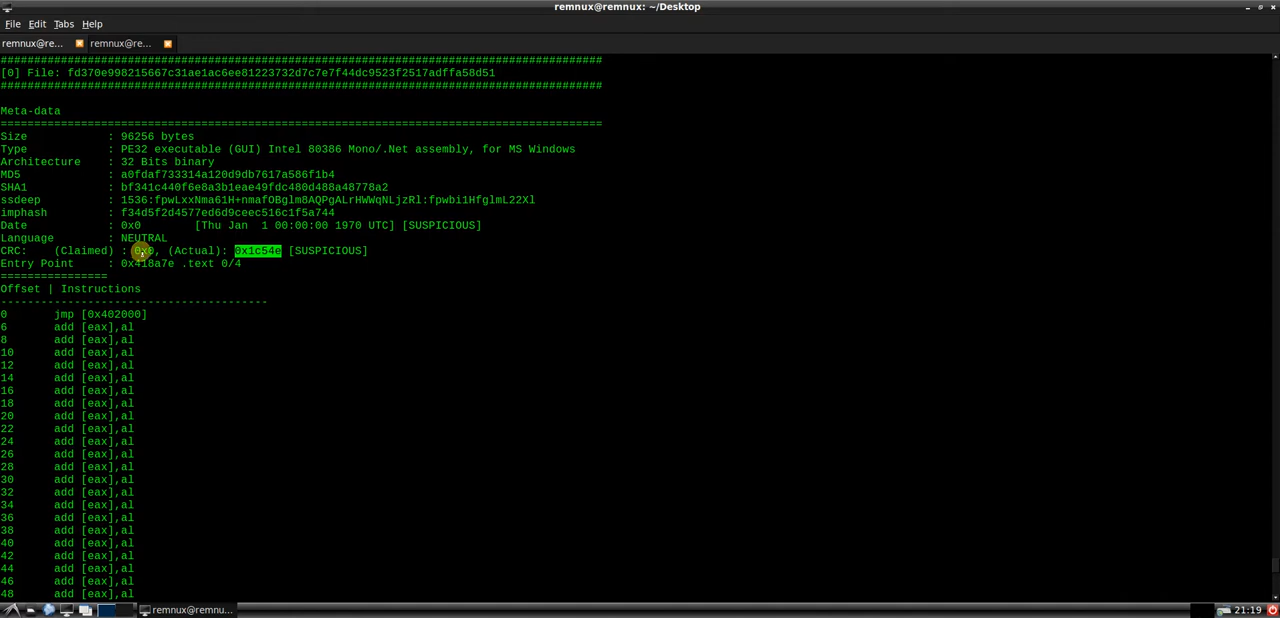 remnux@remnux: ~/Desktop
File Edit Tabs Help
remnux@re... remnux@re...
###########################################################################################
[0] File: fd370e998215667c31ae1ac6ee81223732d7c7e7f44dc9523f2517adffa58d51
###########################################################################################
Meta-data
===========================================================================================
Size : 96256 bytes
Type : PE32 executable (GUI) Intel 80386 Mono/.Net assembly, for MS Windows
Architecture : 32 Bits binary
MD5 : a0fdaf733314a120d9db7617a586f1b4
SHA1 : bf341c440f6e8a3b1eae49fdc480d488a48778a2
ssdeep : 1536:fpwLxxNma61H+nmafOBglm8AQPgALrHWWqNLjzRl:fpwbi1HfglmL22Xl
imphash : f34d5f2d4577ed6d9ceec516c1f5a744
Date : 0x0 [Thu Jan 1 00:00:00 1970 UTC] [SUSPICIOUS]
Language : NEUTRAL
CRC: (Claimed) : 0x0, (Actual): 0x1c54e [SUSPICIOUS]
Entry Point : 0x418a7e .text 0/4
================
Offset | Instructions
----------------------------------------
0 jmp [0x402000]
6 add [eax],al
8 add [eax],al
10 add [eax],al
12 add [eax],al
14 add [eax],al
16 add [eax],al
18 add [eax],al
20 add [eax],al
22 add [eax],al
24 add [eax],al
26 add [eax],al
28 add [eax],al
30 add [eax],al
32 add [eax],al
34 add [eax],al
36 add [eax],al
38 add [eax],al
40 add [eax],al
42 add [eax],al
44 add [eax],al
46 add [eax],al
48 add [eax],al
remnux@remnu... 21:19